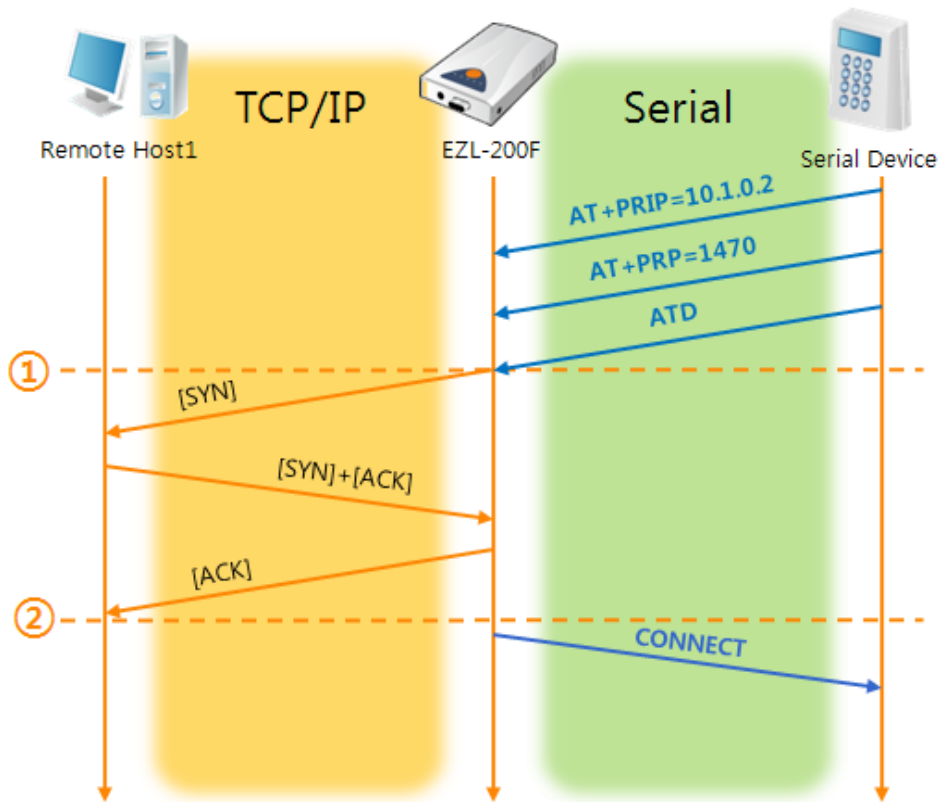 TCP/IP
Serial
Remote Host1
EZL-200F
Serial Device
AT+PRIP=10.1.0.2
AT+PRP=1470
ATD
①
[SYN]
[SYN]+[ACK]
[ACK]
②
CONNECT